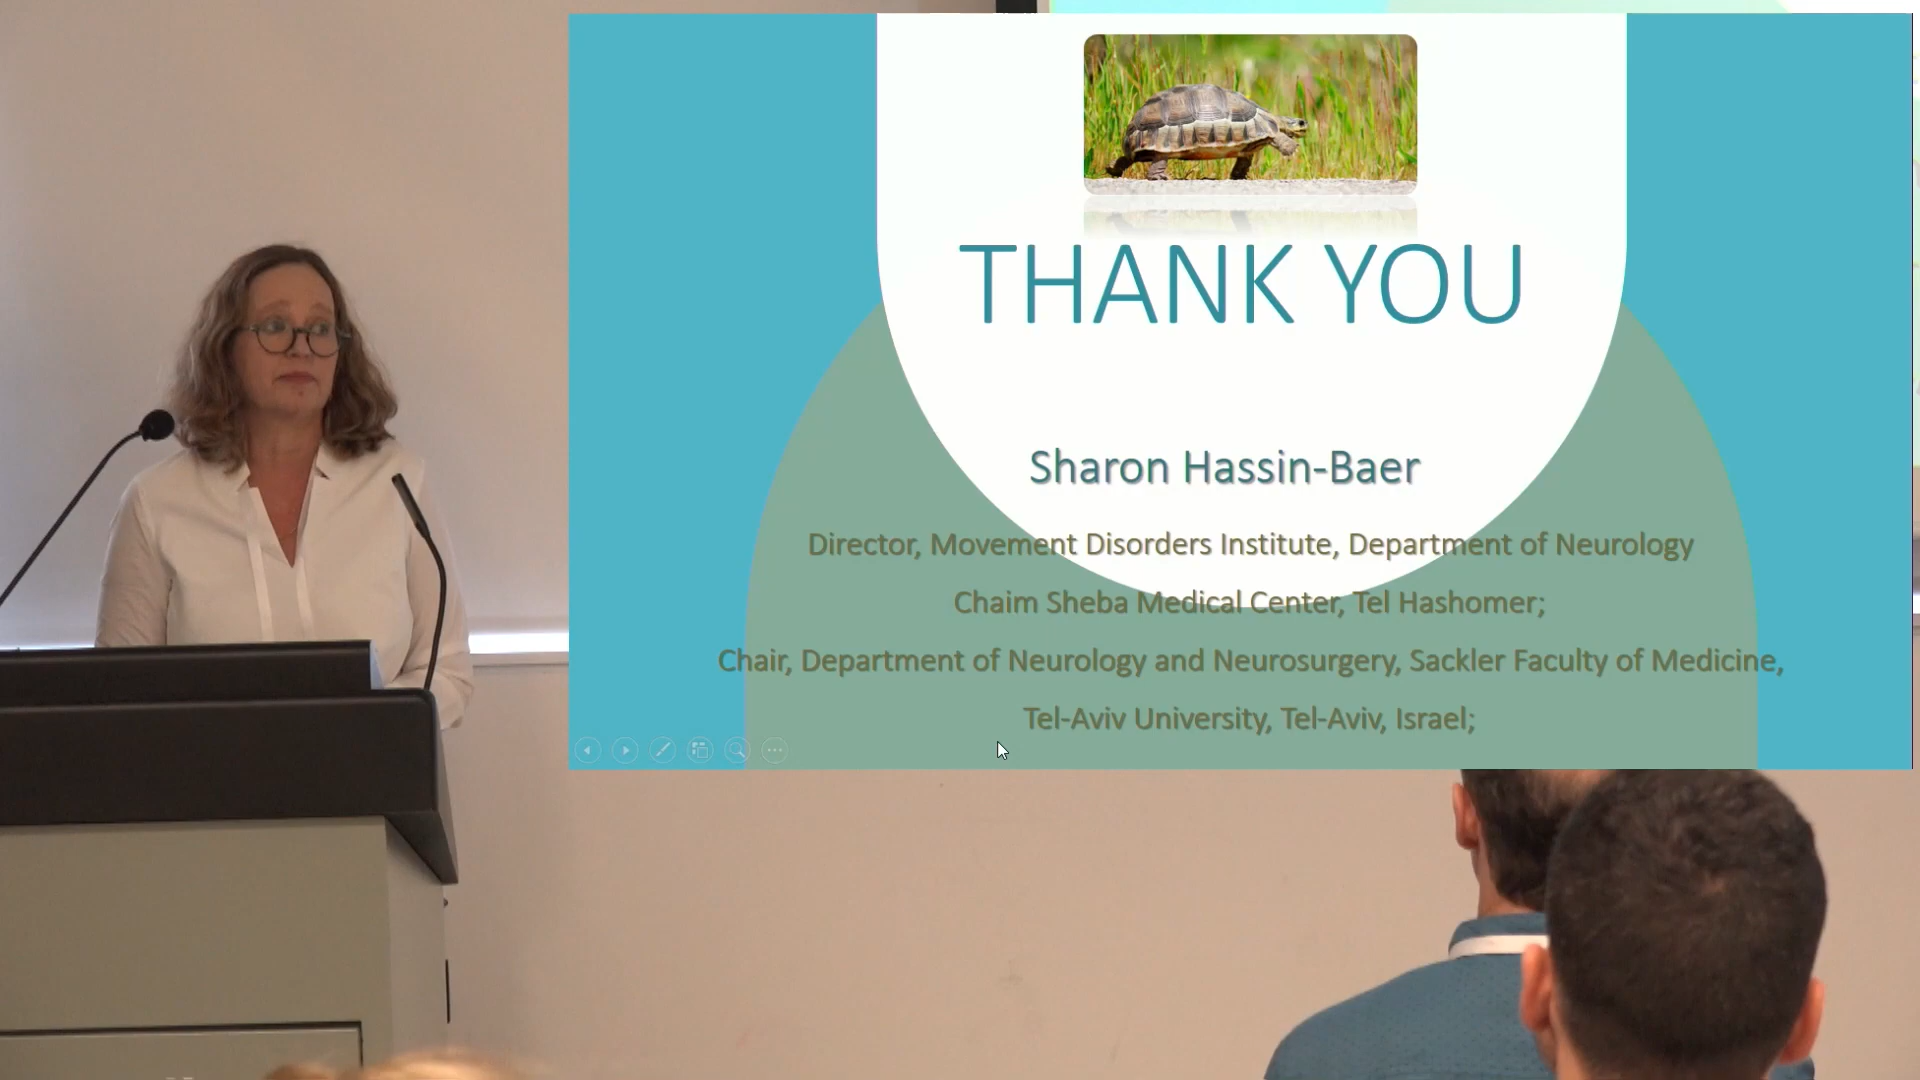 THANK YOU
Sharon Hassin-Baer
Director, Movement Disorders Institute, Department of Neurology
Chaim Sheba Medical Center, Tel Hashomer;
Chair, Department of Neurology and Neurosurgery, Sackler Faculty of Medicine,
Tel-Aviv University, Tel-Aviv, Israel;